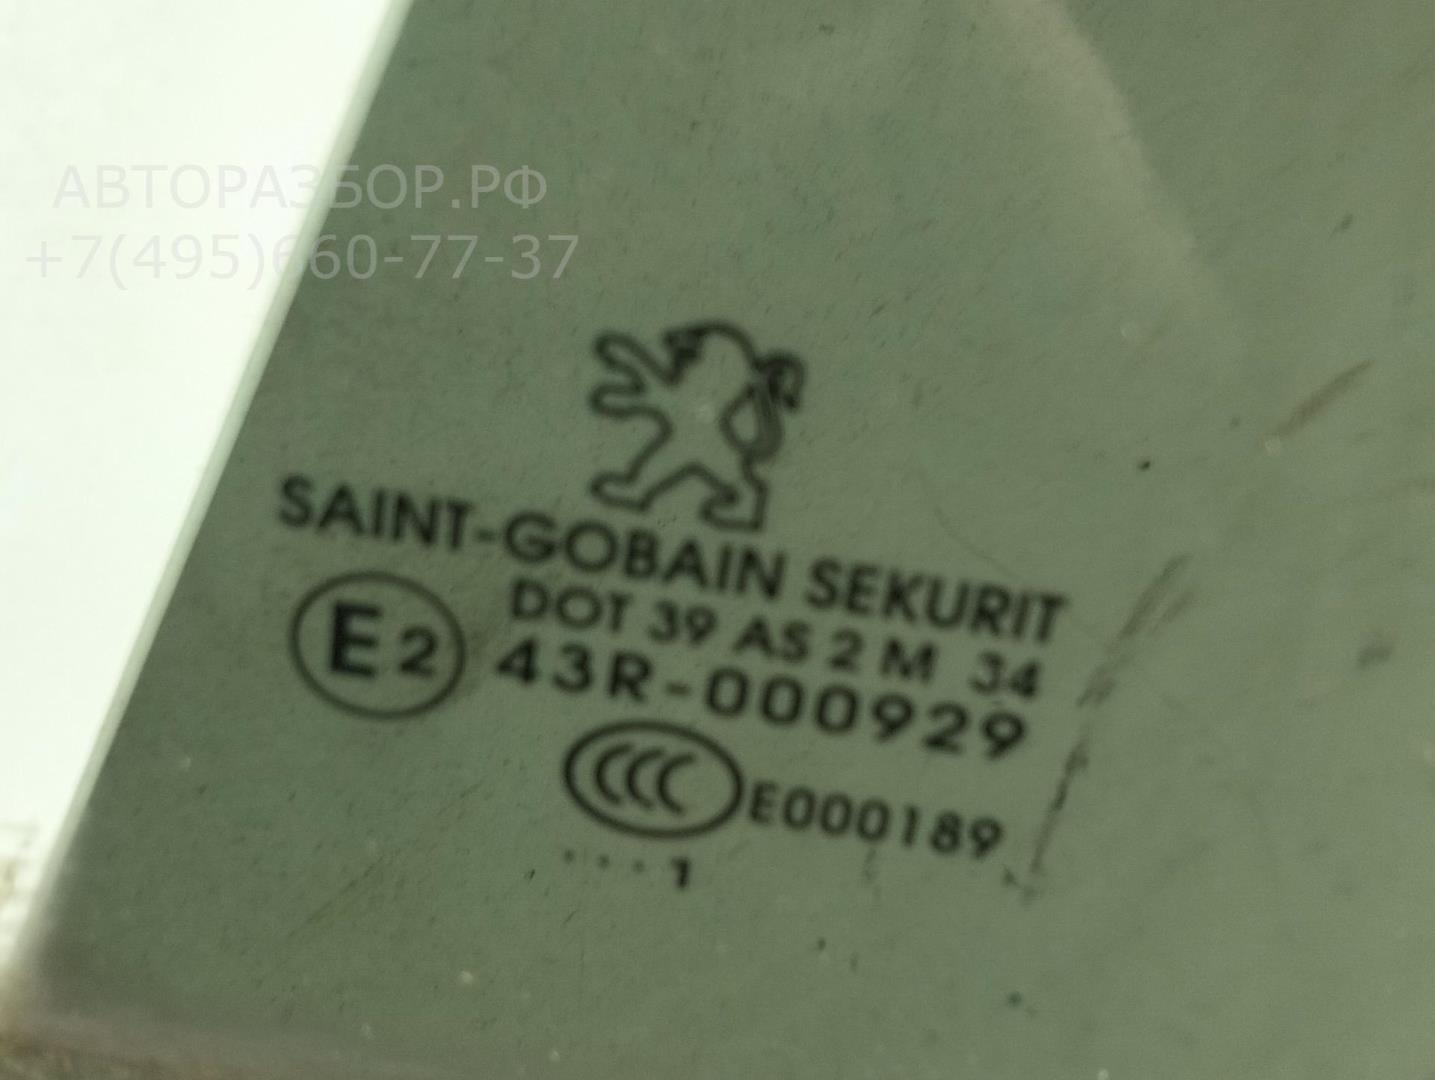 АВТОРАЗБОР.РФ
+7(495)660-77-37
SAINT-GOBAIN SEKURIT
DOT 39 AS 2 M 34
E2 43R-000929
CCC E000189
. . . 1